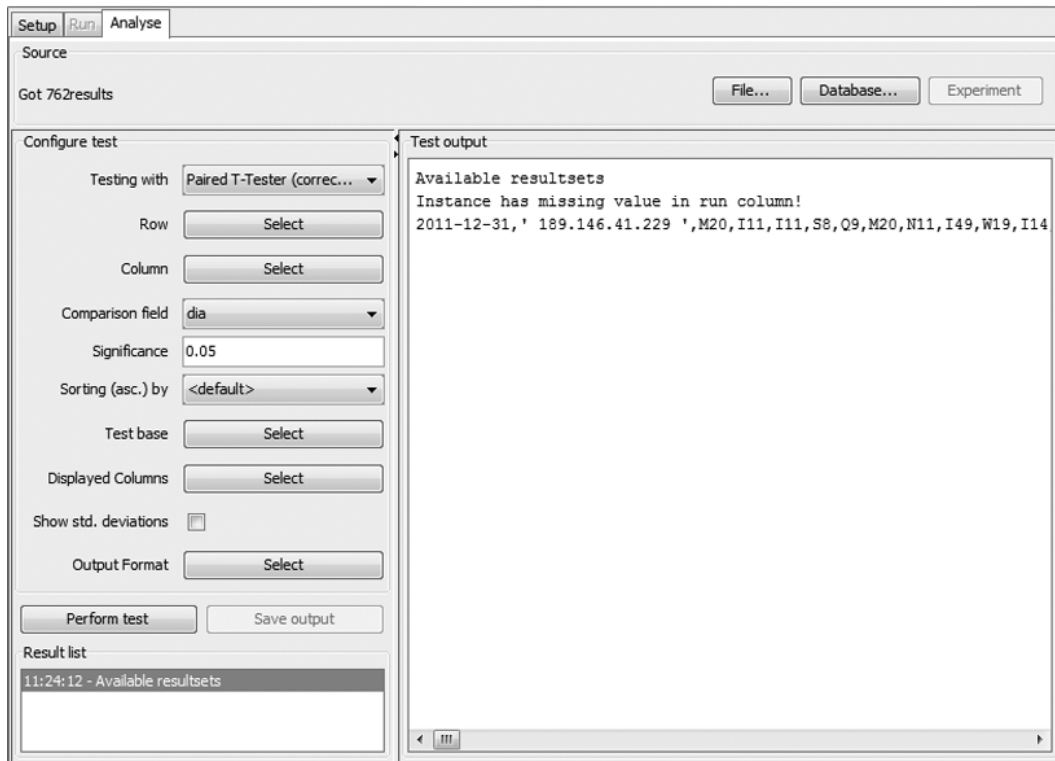 Setup Run Analyse
Source
Got 762results File... Database... Experiment
Configure test
Testing with Paired T-Tester (correc...
Row Select
Column Select
Comparison field dia
Significance 0.05
Sorting (asc.) by <default>
Test base Select
Displayed Columns Select
Show std. deviations
Output Format Select
Perform test Save output
Result list
11:24:12 - Available resultsets
Test output
Available resultsets
Instance has missing value in run column!
2011-12-31,' 189.146.41.229 ',M20,I11,I11,S8,Q9,M20,N11,I49,W19,I14